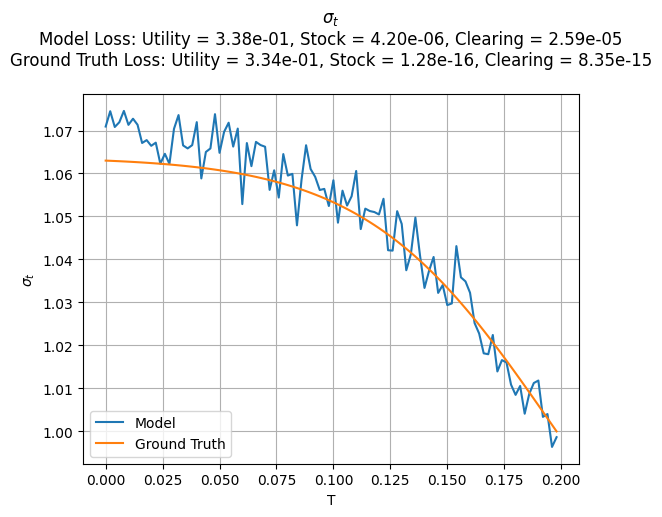 σₜ
Model Loss: Utility = 3.38e-01, Stock = 4.20e-06, Clearing = 2.59e-05
Ground Truth Loss: Utility = 3.34e-01, Stock = 1.28e-16, Clearing = 8.35e-15
1.07
1.06
1.05
1.04
1.03
1.02
1.01
1.00
σₜ
Model
Ground Truth
0.000 0.025 0.050 0.075 0.100 0.125 0.150 0.175 0.200
T